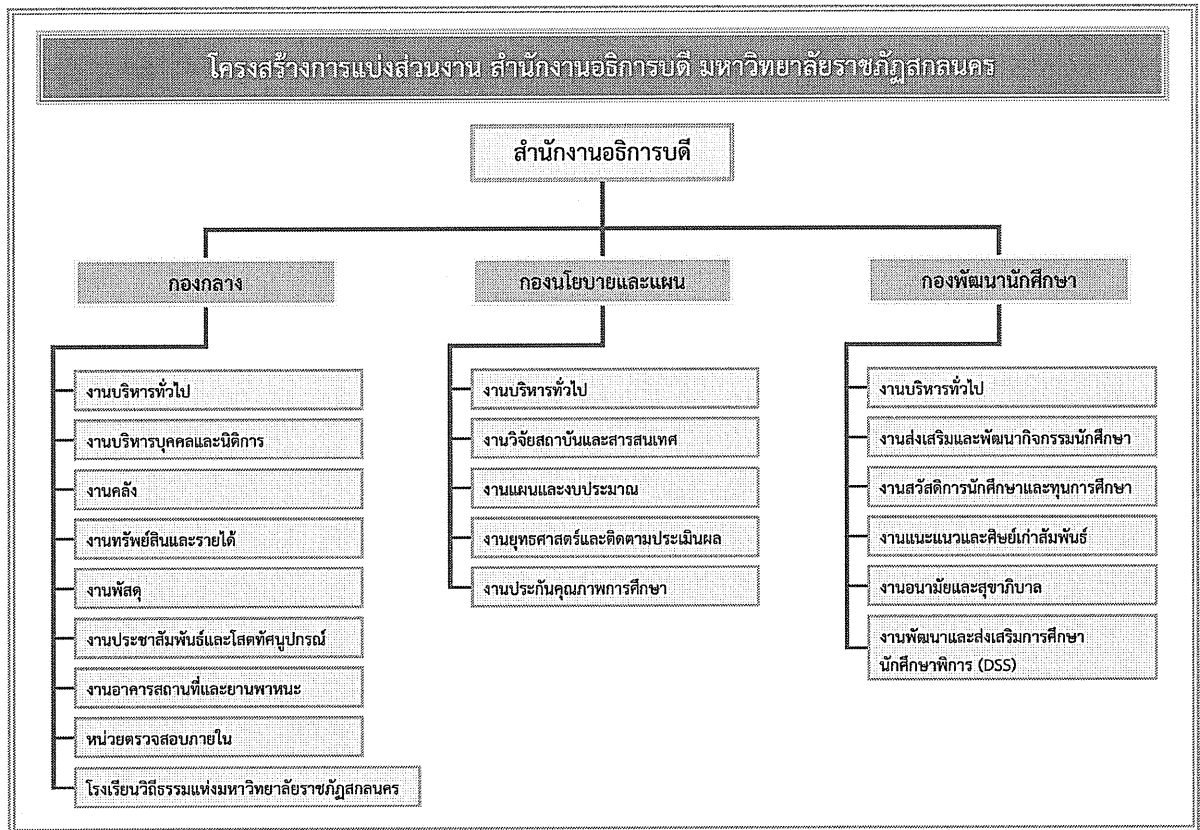 โครงสร้างการแบ่งส่วนงาน สำนักงานอธิการบดี มหาวิทยาลัยราชภัฏสกลนคร
สำนักงานอธิการบดี
กองกลาง
งานบริหารทั่วไป
งานบริหารบุคคลและนิติการ
งานคลัง
งานทรัพย์สินและรายได้
งานพัสดุ
งานประชาสัมพันธ์และโสตทัศนูปกรณ์
งานอาคารสถานที่และยานพาหนะ
หน่วยตรวจสอบภายใน
โรงเรียนวิถีธรรมแห่งมหาวิทยาลัยราชภัฏสกลนคร
กองนโยบายและแผน
งานบริหารทั่วไป
งานวิจัยสถาบันและสารสนเทศ
งานแผนและงบประมาณ
งานยุทธศาสตร์และติดตามประเมินผล
งานประกันคุณภาพการศึกษา
กองพัฒนานักศึกษา
งานบริหารทั่วไป
งานส่งเสริมและพัฒนากิจกรรมนักศึกษา
งานสวัสดิการนักศึกษาและทุนการศึกษา
งานแนะแนวและศิษย์เก่าสัมพันธ์
งานอนามัยและสุขาภิบาล
งานพัฒนาและส่งเสริมการศึกษา
นักศึกษาพิการ (DSS)